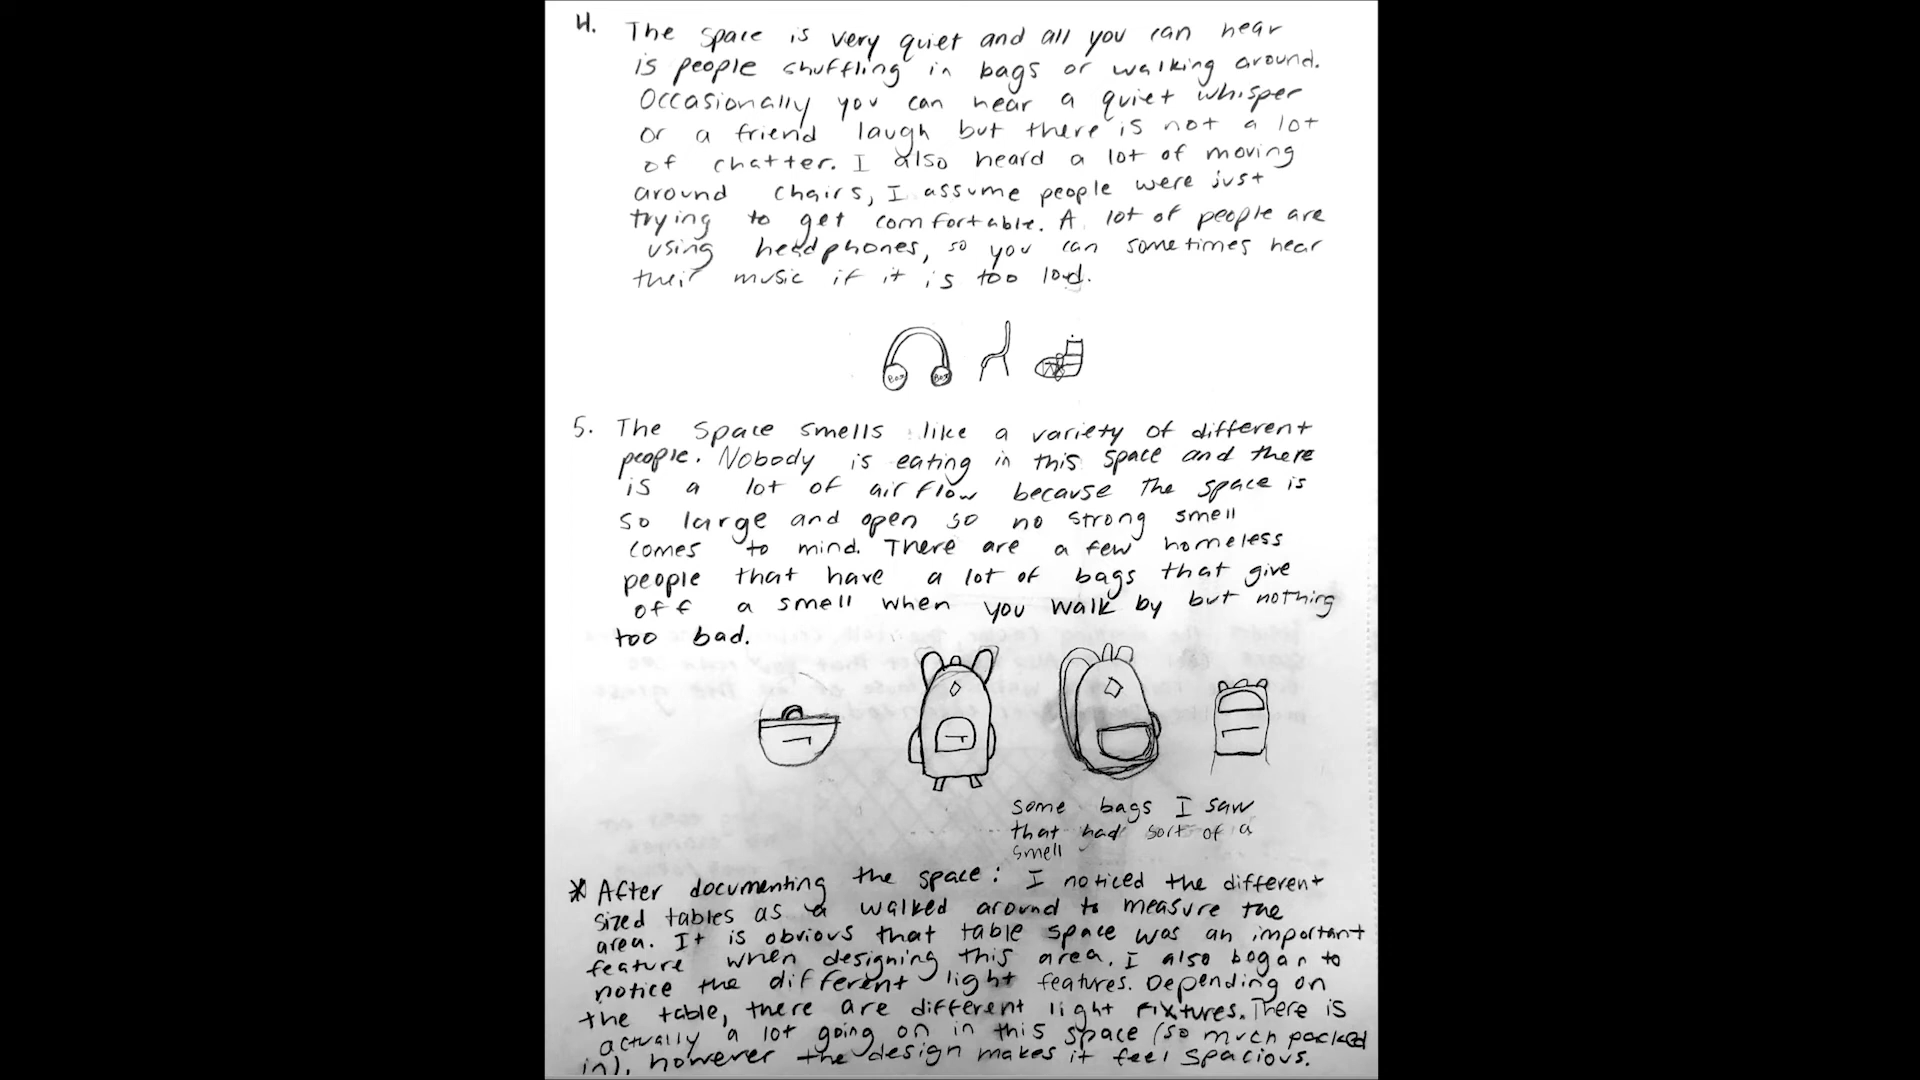 4. The space is very quiet and all you can hear
is people shuffling in bags or walking around.
Occasionally you can hear a quiet whisper
or a friend laugh but there is not a lot
of chatter. I also heard a lot of moving
around chairs, I assume people were just
trying to get comfortable. A lot of people are
using headphones, so you can sometimes hear
their music if it is too loud.
5. The space smells like a variety of different
people. Nobody is eating in this space and there
is a lot of air flow because the space is
so large and open so no strong smell
comes to mind. There are a few homeless
people that have a lot of bags that give
off a smell when you walk by but nothing
too bad.
some bags I saw
that had sort of a
smell
* After documenting the space: I noticed the different
sized tables as a walked around to measure the
area. It is obvious that table space was an important
feature when designing this area. I also began to
notice the different light features. Depending on
the table, there are different light fixtures. There is
actually a lot going on in this space (so much packed
in), however the design makes it feel spacious.